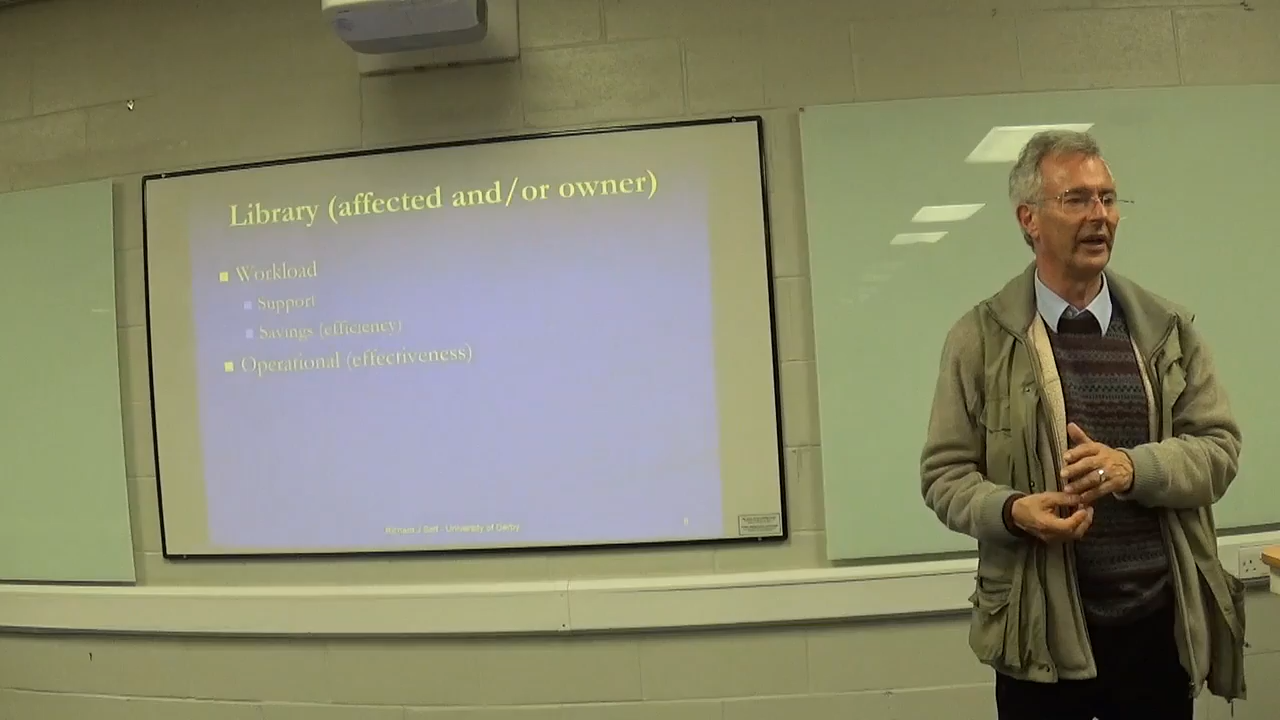 Library (affected and/or owner)
Workload
Support
Savings (efficiency)
Operational (effectiveness)
Richard J Self - University of Derby